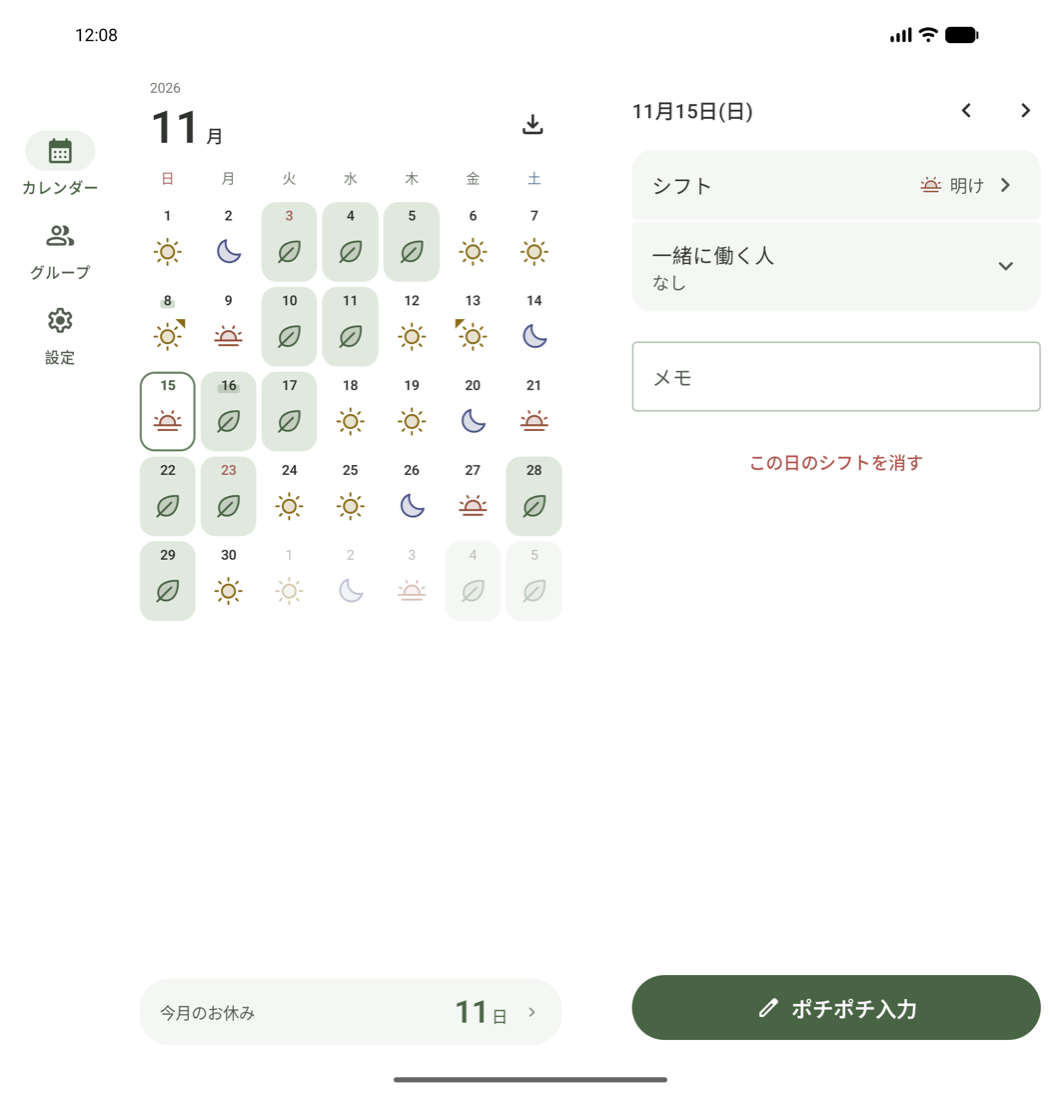 12:08
カレンダー
グループ
設定
2026
11月
日 月 火 水 木 金 土
1 2 3 4 5 6 7
8 9 10 11 12 13 14
15 16 17 18 19 20 21
22 23 24 25 26 27 28
29 30 1 2 3 4 5
今月のお休み 11日
11月15日(日)
シフト 明け
一緒に働く人
なし
メモ
この日のシフトを消す
ポチポチ入力